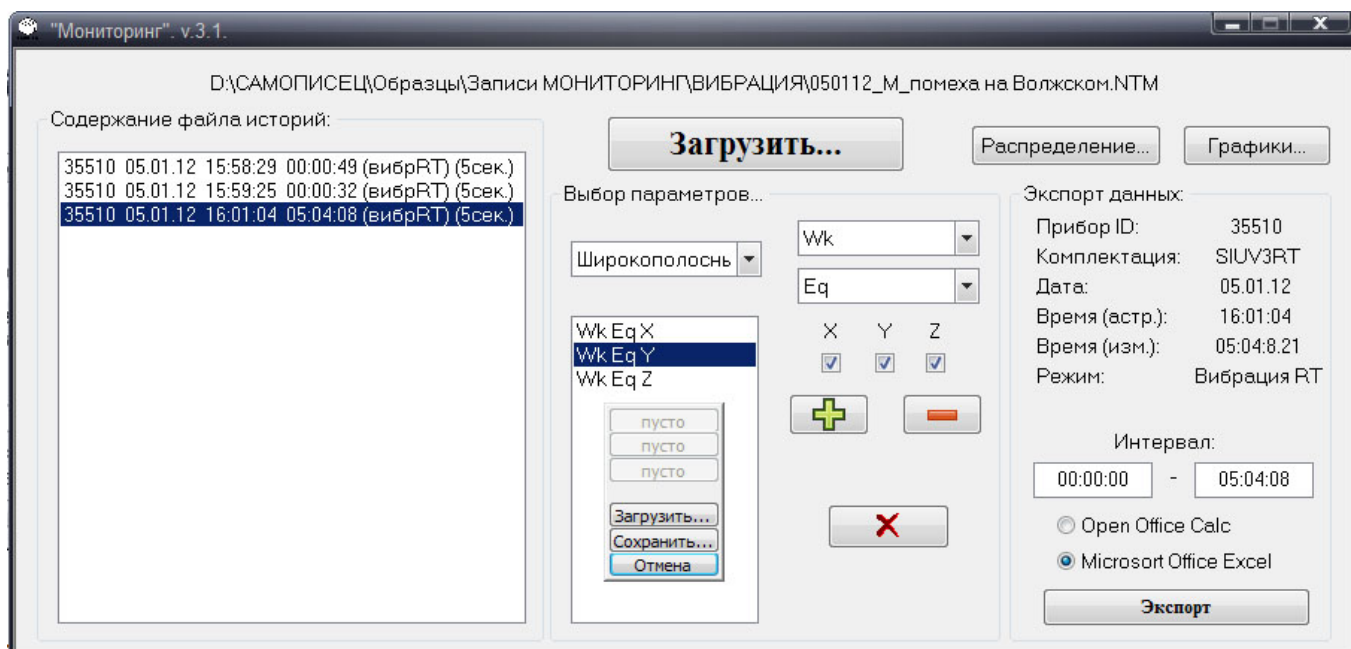 "Мониторинг". v.3.1.
D:\САМОПИСЕЦ\Образцы\Записи МОНИТОРИНГ\ВИБРАЦИЯ\050112_М_помеха на Волжском.NTM
Содержание файла историй:
35510 05.01.12 15:58:29 00:00:49 (вибрRT) (5сек.)
35510 05.01.12 15:59:25 00:00:32 (вибрRT) (5сек.)
35510 05.01.12 16:01:04 05:04:08 (вибрRT) (5сек.)
Загрузить...
Распределение...
Графики...
Выбор параметров...
Широкополоснь
Wk
Eq
Wk Eq X
Wk Eq Y
Wk Eq Z
X Y Z
пусто
пусто
пусто
Загрузить...
Сохранить...
Отмена
Экспорт данных:
Прибор ID: 35510
Комплектация: SIUV3RT
Дата: 05.01.12
Время (астр.): 16:01:04
Время (изм.): 05:04:8.21
Режим: Вибрация RT
Интервал:
00:00:00 - 05:04:08
Open Office Calc
Microsort Office Excel
Экспорт